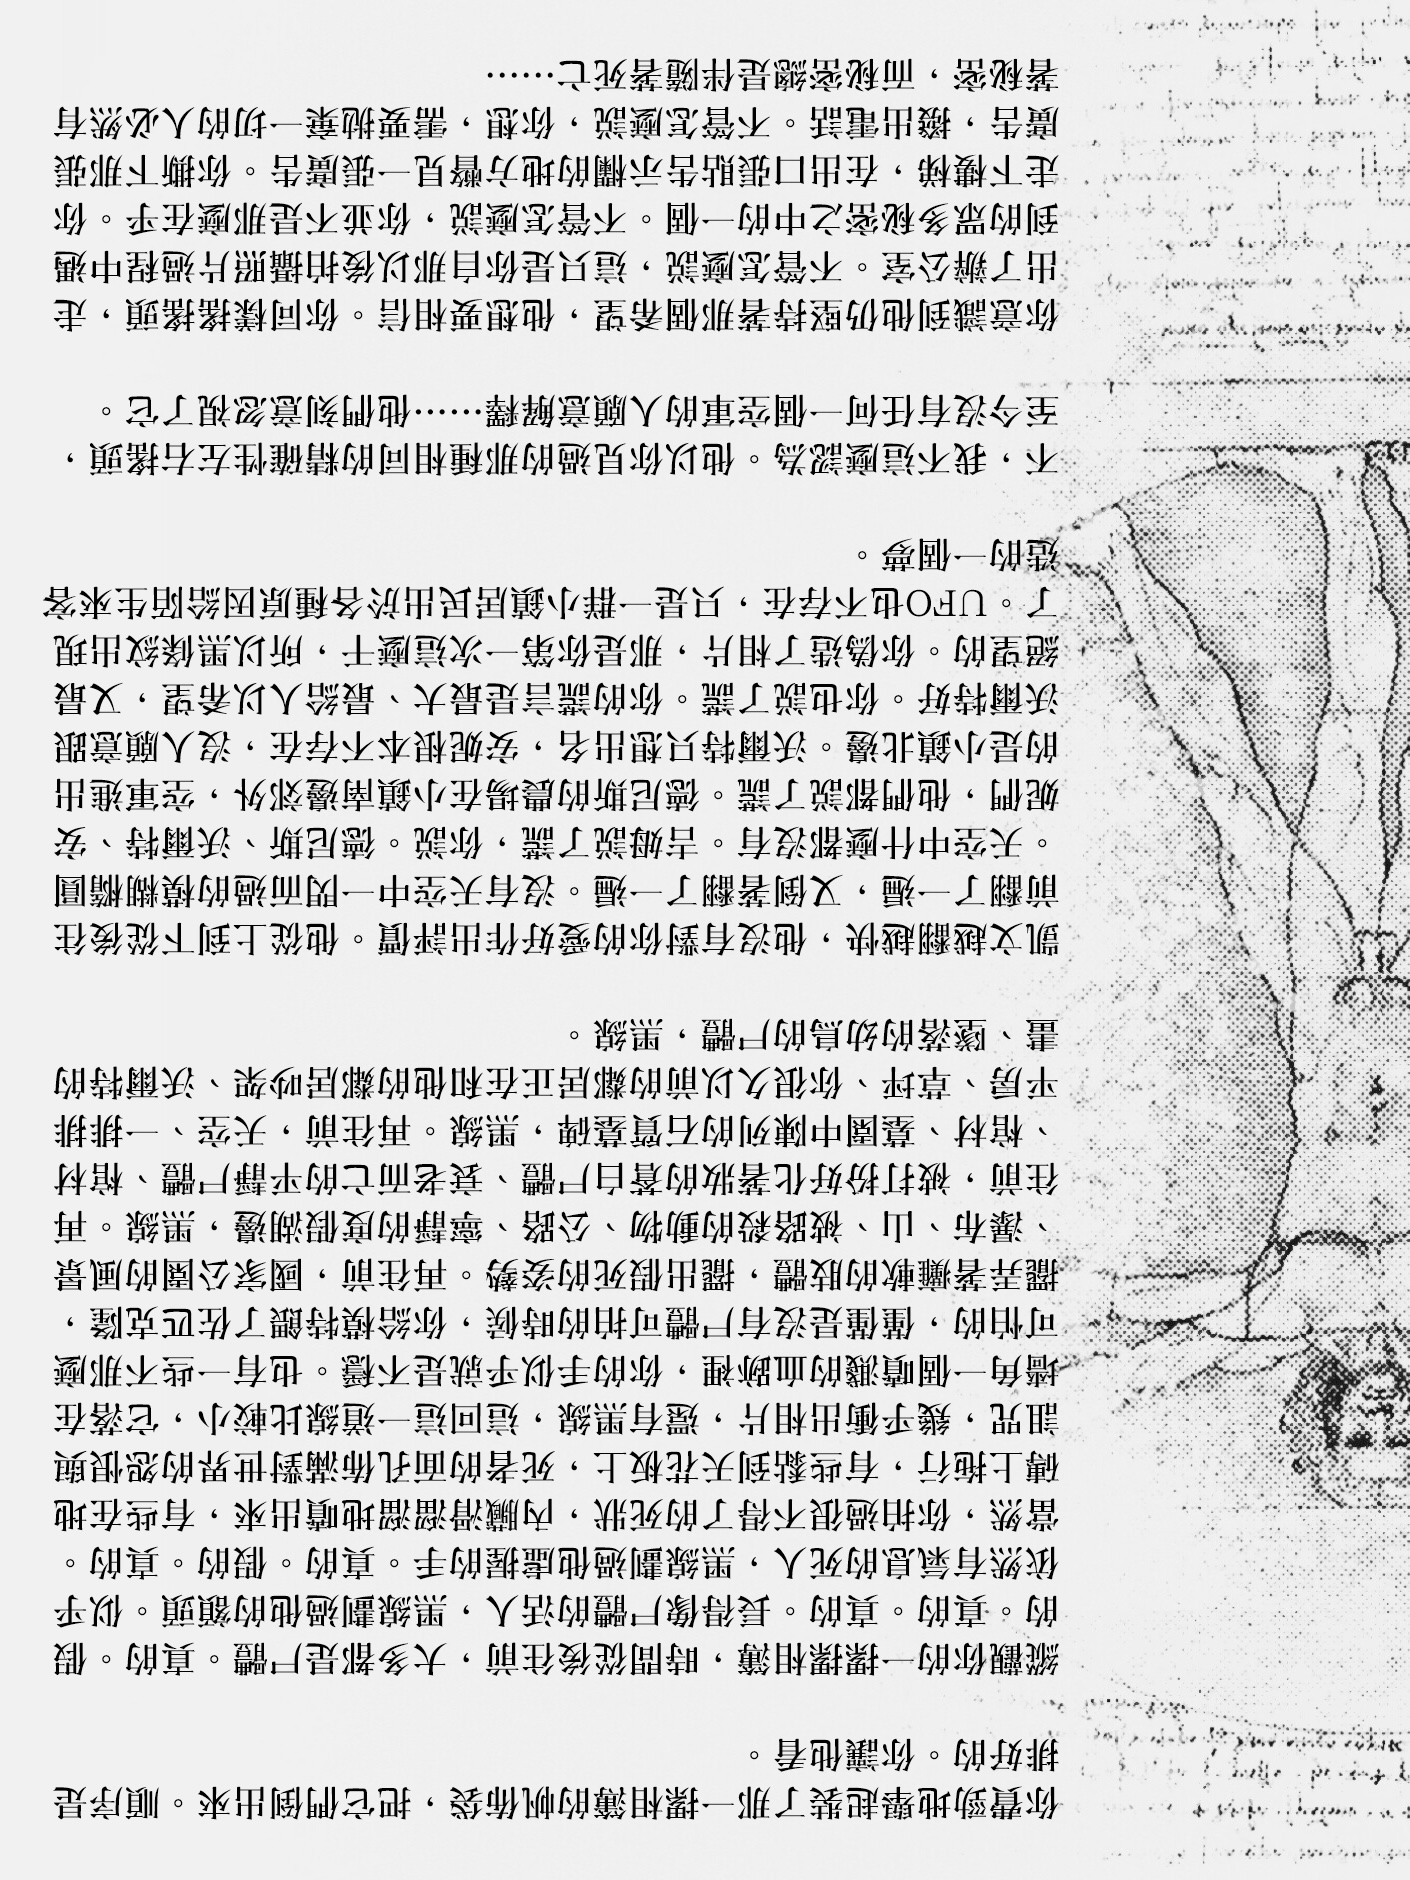 你費勁地舉起裝了那一摞相簿的帆佈袋，把它們倒出來。順序是
排好的。你讓他看。
縱觀你的一摞摞相簿，時間從後往前，大多都是尸體。真的。假
的。真的。真的。長得像尸體的活人，黑線劃過他的額頭。似乎
依然有氣息的死人，黑線劃過他虛握的手。真的。假的。真的。
當然，你拍過很不得了的死狀，內臟滑溜溜地噴出來，有些在地
磚上拖行，有些黏到天花板上，死者的面孔佈滿對世界的怨恨與
詛咒，幾乎衝出相片，還有黑線，這回這一道線比較小，它落在
墻角一個噴濺的血跡裡，你的手似乎就是不穩。也有一些不那麼
可怕的，僅僅是沒有尸體可拍的時候，你給模特餵了佐匹克隆，
擺弄著癱軟的肢體，擺出假死的姿勢。再往前，國家公園的風景
、瀑布、山、被路殺的動物、公路、寧靜的度假湖邊，黑線。再
往前，被打扮好化著妝的蒼白尸體、衰老而亡的平靜尸體、棺材
、棺材、墓園中陳列的石質墓碑，黑線。再往前，天空、一排排
平房、草坪、你很久以前的鄰居正在和他的鄰居吵架、沃爾特的
畫、墜落的幼鳥的尸體，黑線。
凱文越翻越快，他沒有對你的愛好作出評價。他從上到下從後往
前翻了一遍，又倒著翻了一遍。沒有天空中一閃而過的模糊橢圓
。天空中什麼都沒有。吉姆説了謊，你説。德尼斯、沃爾特、安
妮們，他們都説了謊。德尼斯的農場在小鎮南邊郊外，空軍進出
的是小鎮北邊。沃爾特只想出名，安妮根本不存在，沒人願意跟
沃爾特好。你也説了謊。你的謊言是最大、最給人以希望，又最
絕望的。你偽造了相片，那是你第一次這麼干，所以黑條紋出現
了。UFO也不存在，只是一群小鎮居民出於各種原因給陌生來客
造的一個夢。
不，我不這麼認為。他以你見過的那種相同的精確性左右搖頭，
至今沒有任何一個空軍的人願意解釋……他們刻意忽視了它。
你意識到他仍堅持著那個希望，他想要相信。你同樣搖搖頭，走
出了辦公室。不管怎麼説，這只是你自那以後拍攝照片過程中遇
到的眾多秘密之中的一個。不管怎麼説，你並不是那麼在乎。你
走下樓梯，在出口張貼告示欄的地方瞥見一張廣告。你撕下那張
廣告，撥出電話。不管怎麼説，你想，需要拋棄一切的人必然有
著秘密，而秘密總是伴隨著死亡……